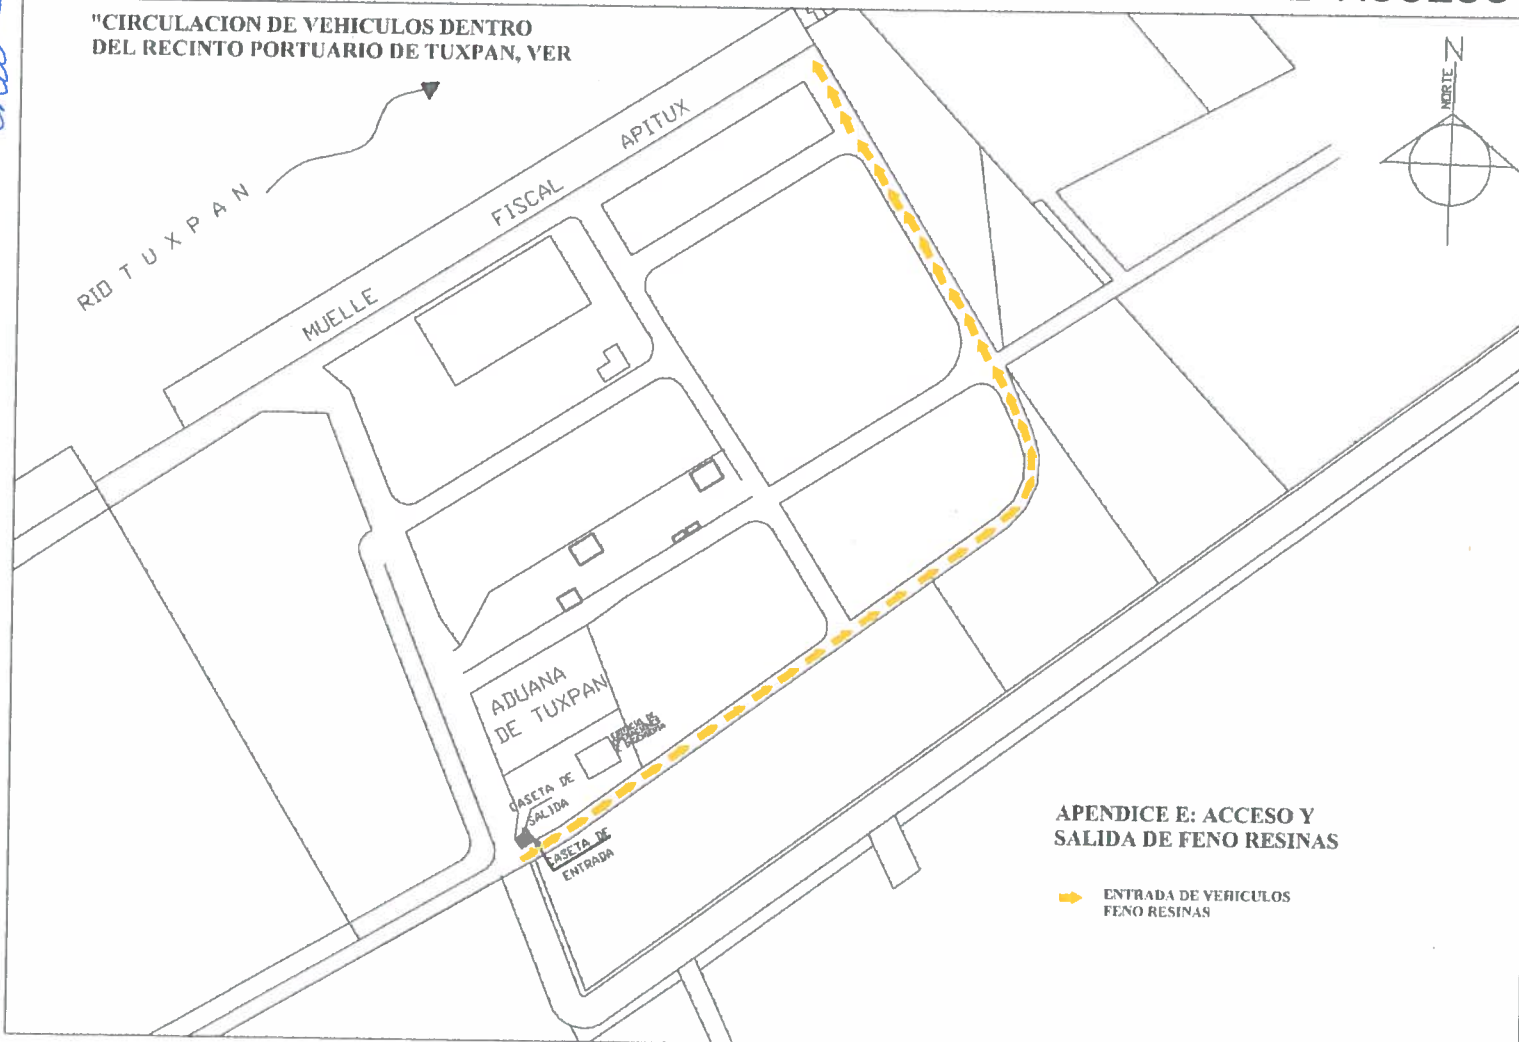 "CIRCULACION DE VEHICULOS DENTRO
DEL RECINTO PORTUARIO DE TUXPAN, VER
N
NORTE
RIO TUXPAN
MUELLE FISCAL APITUX
ADUANA
DE TUXPAN
CASETA DE
SALIDA
CASETA DE
ENTRADA
APENDICE E: ACCESO Y
SALIDA DE FENO RESINAS
ENTRADA DE VEHICULOS
FENO RESINAS